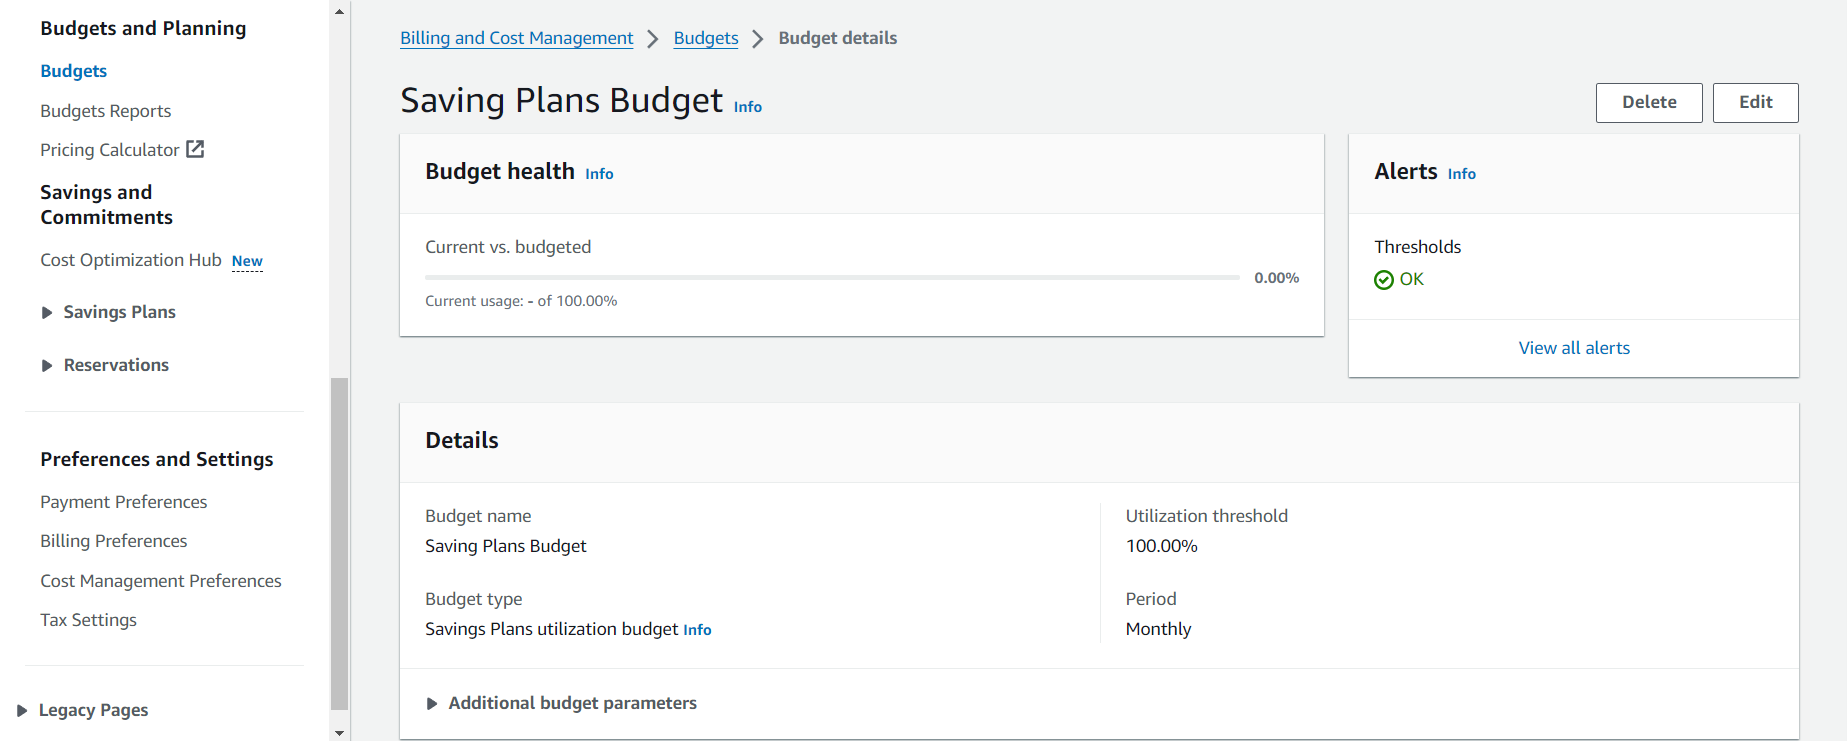 Budgets and Planning
Budgets
Budgets Reports
Pricing Calculator
Savings and
Commitments
Cost Optimization Hub New
Savings Plans
Reservations
Preferences and Settings
Payment Preferences
Billing Preferences
Cost Management Preferences
Tax Settings
Legacy Pages
Billing and Cost Management > Budgets > Budget details
Saving Plans Budget Info
Delete
Edit
Budget health Info
Current vs. budgeted
0.00%
Current usage: - of 100.00%
Alerts Info
Thresholds
OK
View all alerts
Details
Budget name
Saving Plans Budget
Budget type
Savings Plans utilization budget Info
Utilization threshold
100.00%
Period
Monthly
Additional budget parameters